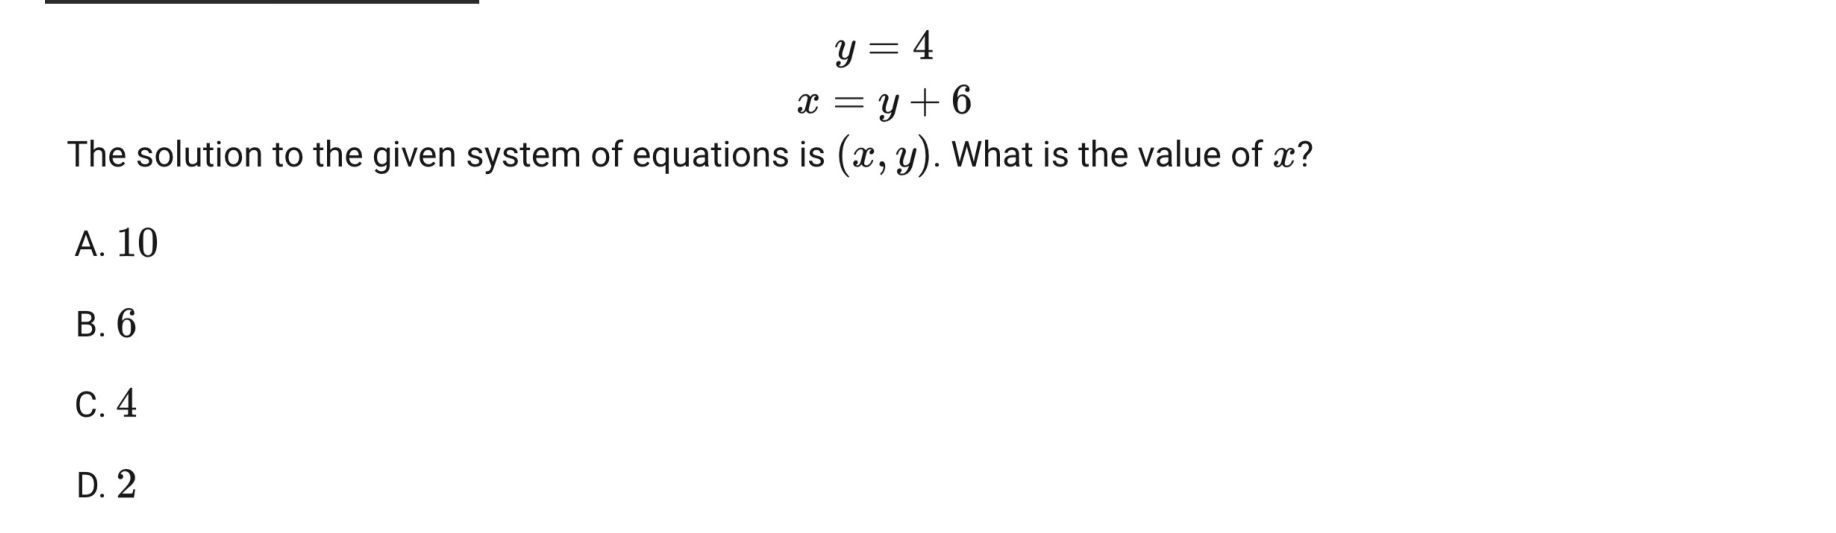 y = 4
x = y + 6
The solution to the given system of equations is (x, y). What is the value of x?
A. 10
B. 6
C. 4
D. 2